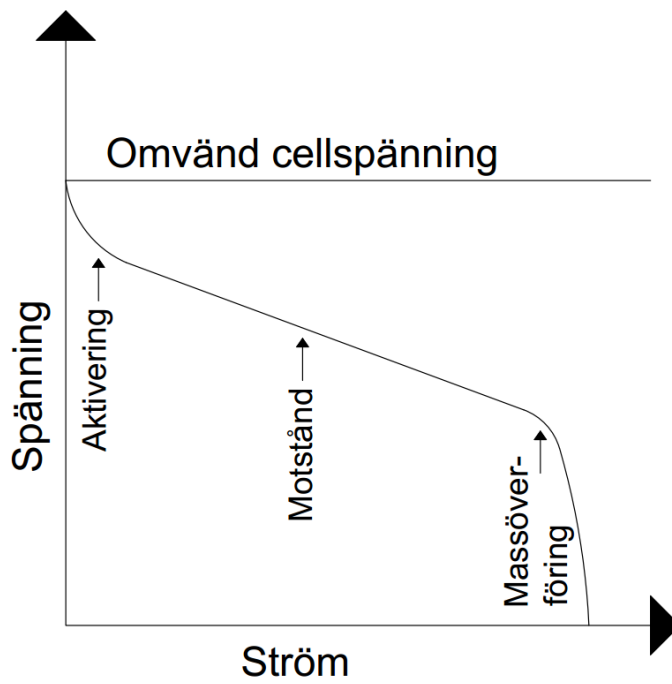 Omvänd cellspänning
Spänning
Aktivering
Motstånd
Massöver-
föring
Ström